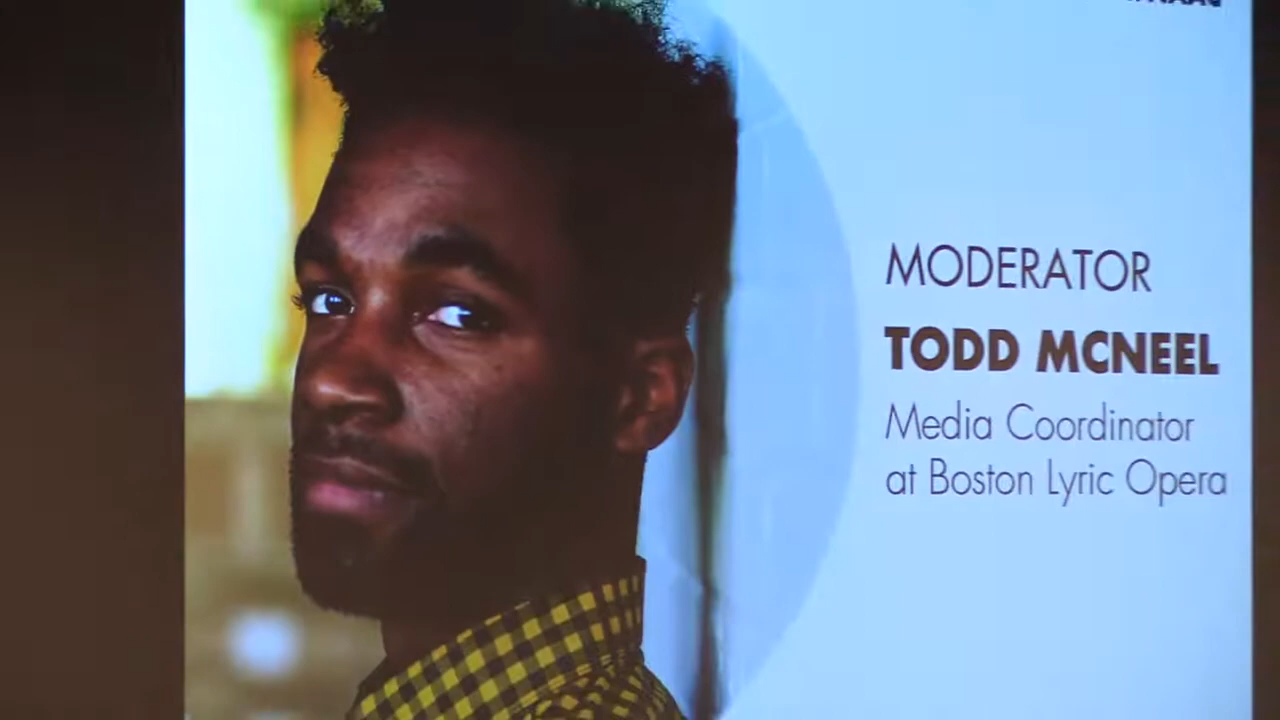 MODERATOR
TODD MCNEEL
Media Coordinator
at Boston Lyric Opera